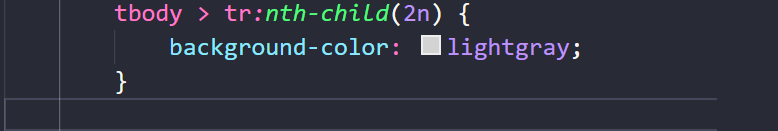 tbody > tr:nth-child(2n) {
background-color: lightgray;
}